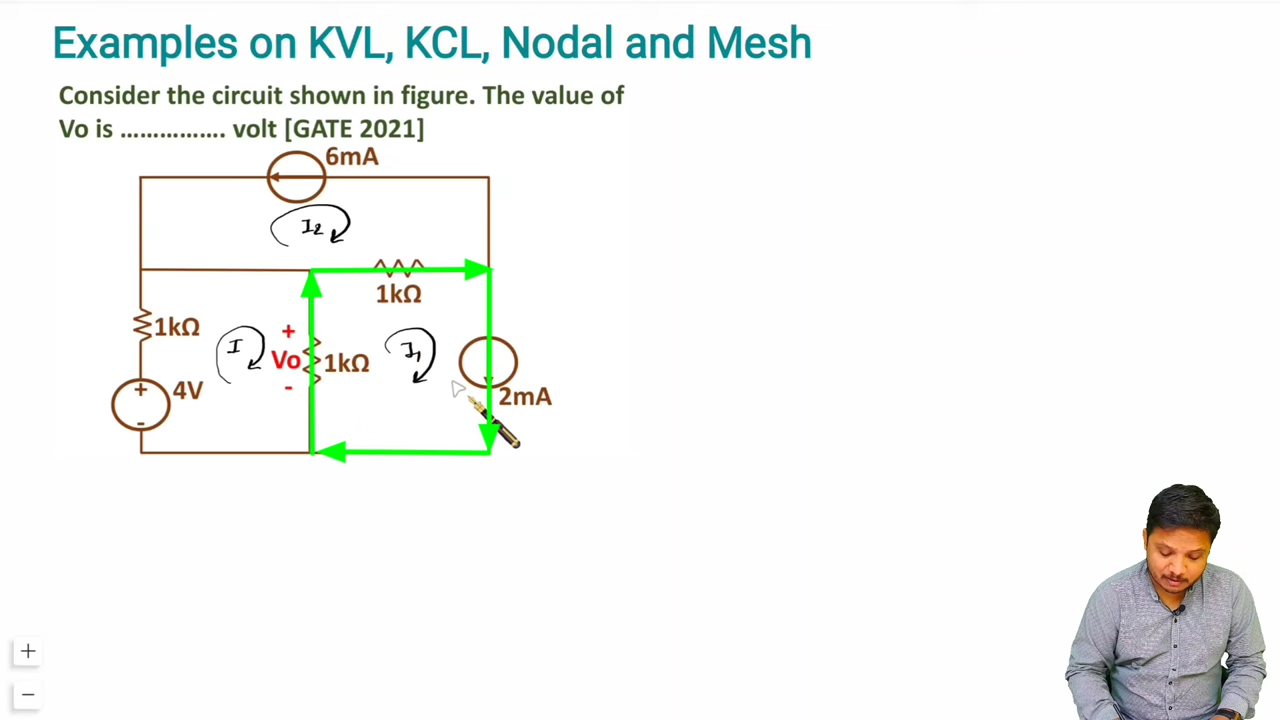 Examples on KVL, KCL, Nodal and Mesh
Consider the circuit shown in figure. The value of
Vo is ……………. volt [GATE 2021]
6mA
I2
1kΩ
1kΩ
I
+
Vo
-
1kΩ
I1
+
-
4V
2mA
+
−